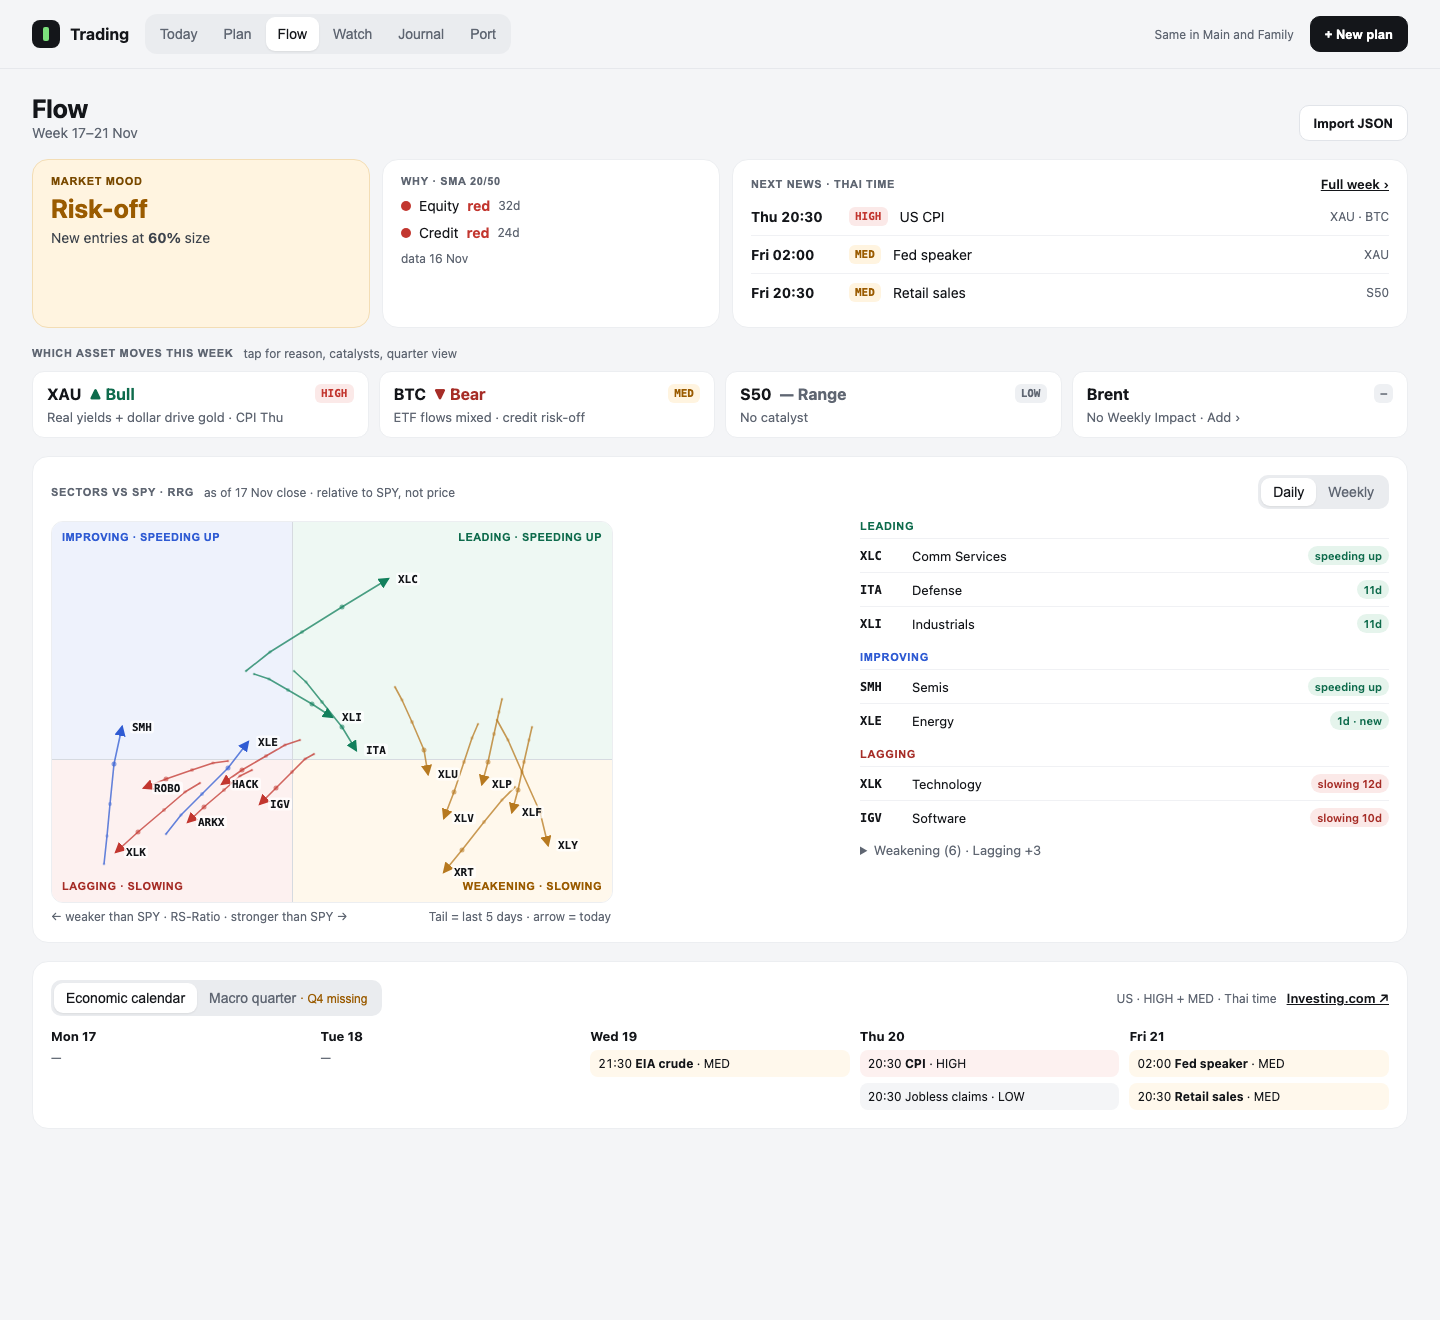 Trading
Today Plan Flow Watch Journal Port
Same in Main and Family
+ New plan
Flow
Week 17–21 Nov
Import JSON
MARKET MOOD
Risk-off
New entries at 60% size
WHY · SMA 20/50
Equity red 32d
Credit red 24d
data 16 Nov
NEXT NEWS · THAI TIME
Full week ›
Thu 20:30 HIGH US CPI XAU · BTC
Fri 02:00 MED Fed speaker XAU
Fri 20:30 MED Retail sales S50
WHICH ASSET MOVES THIS WEEK tap for reason, catalysts, quarter view
XAU ▲ Bull HIGH
Real yields + dollar drive gold · CPI Thu
BTC ▼ Bear MED
ETF flows mixed · credit risk-off
S50 — Range LOW
No catalyst
Brent –
No Weekly Impact · Add ›
SECTORS VS SPY · RRG as of 17 Nov close · relative to SPY, not price
Daily Weekly
IMPROVING · SPEEDING UP
LEADING · SPEEDING UP
XLC
XLI
SMH
XLE
ITA
ROBO
HACK
XLU
XLP
IGV
ARKX
XLV
XLF
XLK
XLY
XRT
LAGGING · SLOWING
WEAKENING · SLOWING
← weaker than SPY · RS-Ratio · stronger than SPY →
Tail = last 5 days · arrow = today
LEADING
XLC Comm Services speeding up
ITA Defense 11d
XLI Industrials 11d
IMPROVING
SMH Semis speeding up
XLE Energy 1d · new
LAGGING
XLK Technology slowing 12d
IGV Software slowing 10d
▶ Weakening (6) · Lagging +3
Economic calendar Macro quarter · Q4 missing
US · HIGH + MED · Thai time Investing.com ↗
Mon 17
—
Tue 18
—
Wed 19
21:30 EIA crude · MED
Thu 20
20:30 CPI · HIGH
20:30 Jobless claims · LOW
Fri 21
02:00 Fed speaker · MED
20:30 Retail sales · MED